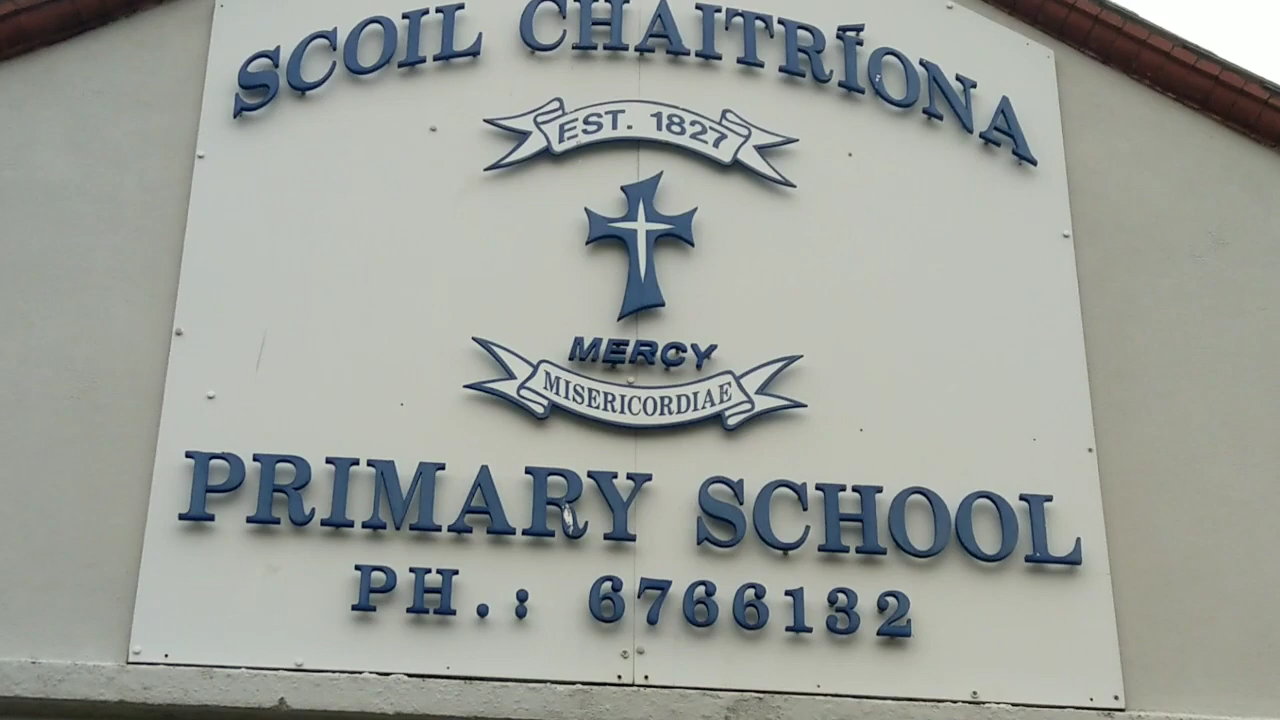 SCOIL CHAITRÍONA
EST. 1827
MERCY
MISERICORDIAE
PRIMARY SCHOOL
PH.: 6766132